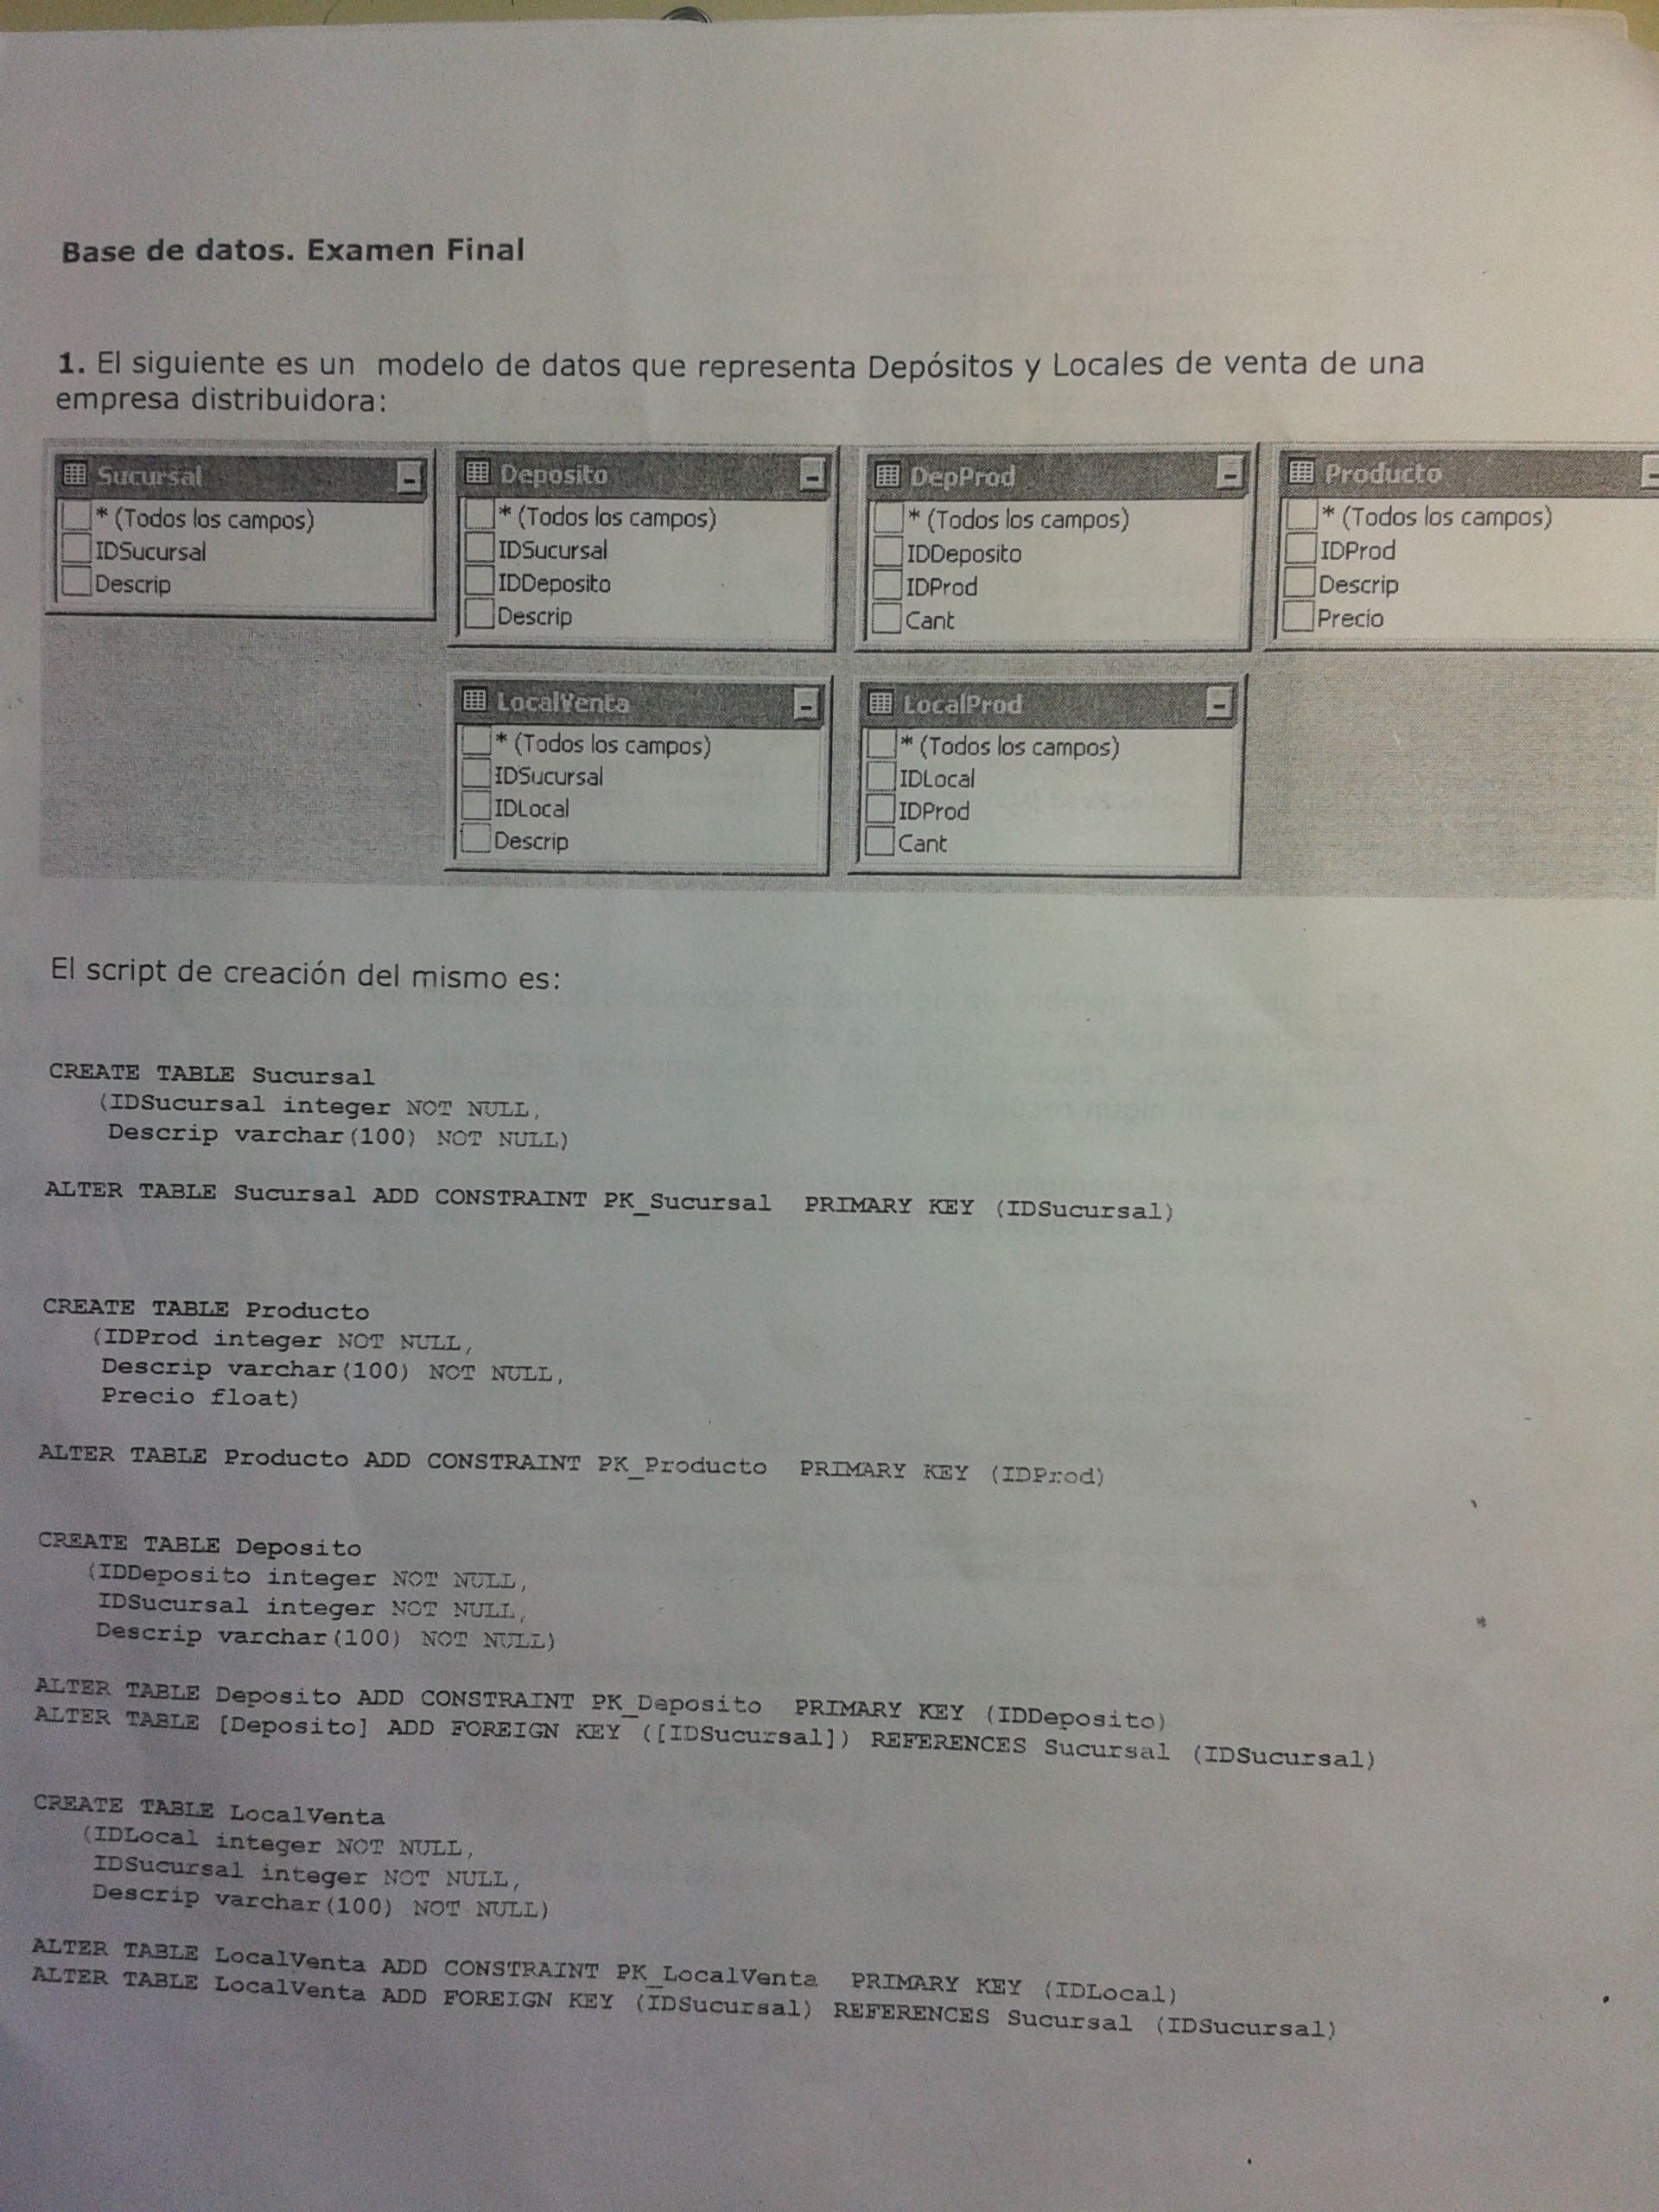 Base de datos. Examen Final
1. El siguiente es un modelo de datos que representa Depósitos y Locales de venta de una
empresa distribuidora:
Sucursal
* (Todos los campos)
IDSucursal
Descrip
Deposito
* (Todos los campos)
IDSucursal
IDDeposito
Descrip
DepProd
* (Todos los campos)
IDDeposito
IDProd
Cant
Producto
* (Todos los campos)
IDProd
Descrip
Precio
LocalVenta
* (Todos los campos)
IDSucursal
IDLocal
Descrip
LocalProd
* (Todos los campos)
IDLocal
IDProd
Cant
El script de creación del mismo es:
CREATE TABLE Sucursal
(IDSucursal integer NOT NULL,
Descrip varchar(100) NOT NULL)
ALTER TABLE Sucursal ADD CONSTRAINT PK_Sucursal PRIMARY KEY (IDSucursal)
CREATE TABLE Producto
(IDProd integer NOT NULL,
Descrip varchar(100) NOT NULL,
Precio float)
ALTER TABLE Producto ADD CONSTRAINT PK_Producto PRIMARY KEY (IDProd)
CREATE TABLE Deposito
(IDDeposito integer NOT NULL,
IDSucursal integer NOT NULL,
Descrip varchar(100) NOT NULL)
ALTER TABLE Deposito ADD CONSTRAINT PK_Deposito PRIMARY KEY (IDDeposito)
ALTER TABLE [Deposito] ADD FOREIGN KEY ([IDSucursal]) REFERENCES Sucursal (IDSucursal)
CREATE TABLE LocalVenta
(IDLocal integer NOT NULL,
IDSucursal integer NOT NULL,
Descrip varchar(100) NOT NULL)
ALTER TABLE LocalVenta ADD CONSTRAINT PK_LocalVenta PRIMARY KEY (IDLocal)
ALTER TABLE LocalVenta ADD FOREIGN KEY (IDSucursal) REFERENCES Sucursal (IDSucursal)